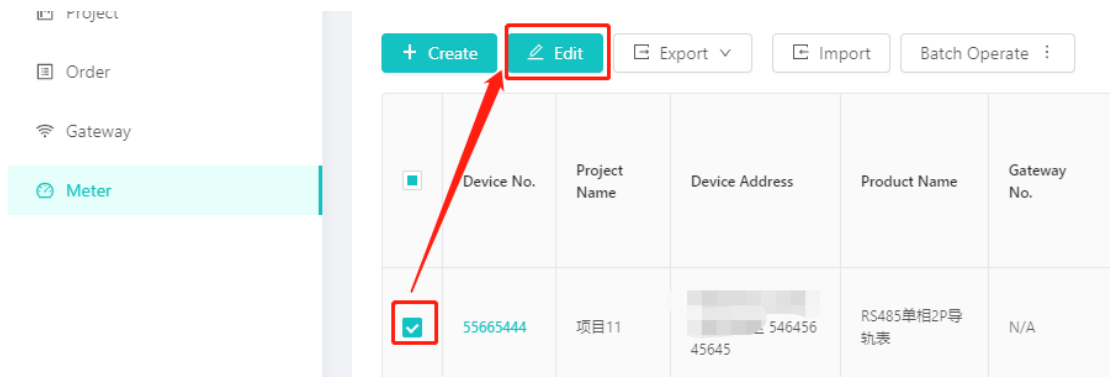 Project
Order
Gateway
Meter
+ Create
Edit
Export
Import
Batch Operate
Device No.
Project
Name
Device Address
Product Name
Gateway
No.
55665444
项目11
546456
45645
RS485单相2P导
轨表
N/A